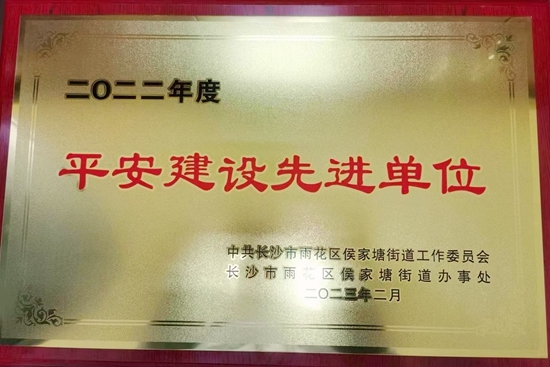 二〇二二年度
平安建设先进单位
中共长沙市雨花区侯家塘街道工作委员会
长沙市雨花区侯家塘街道办事处
二〇二三年二月